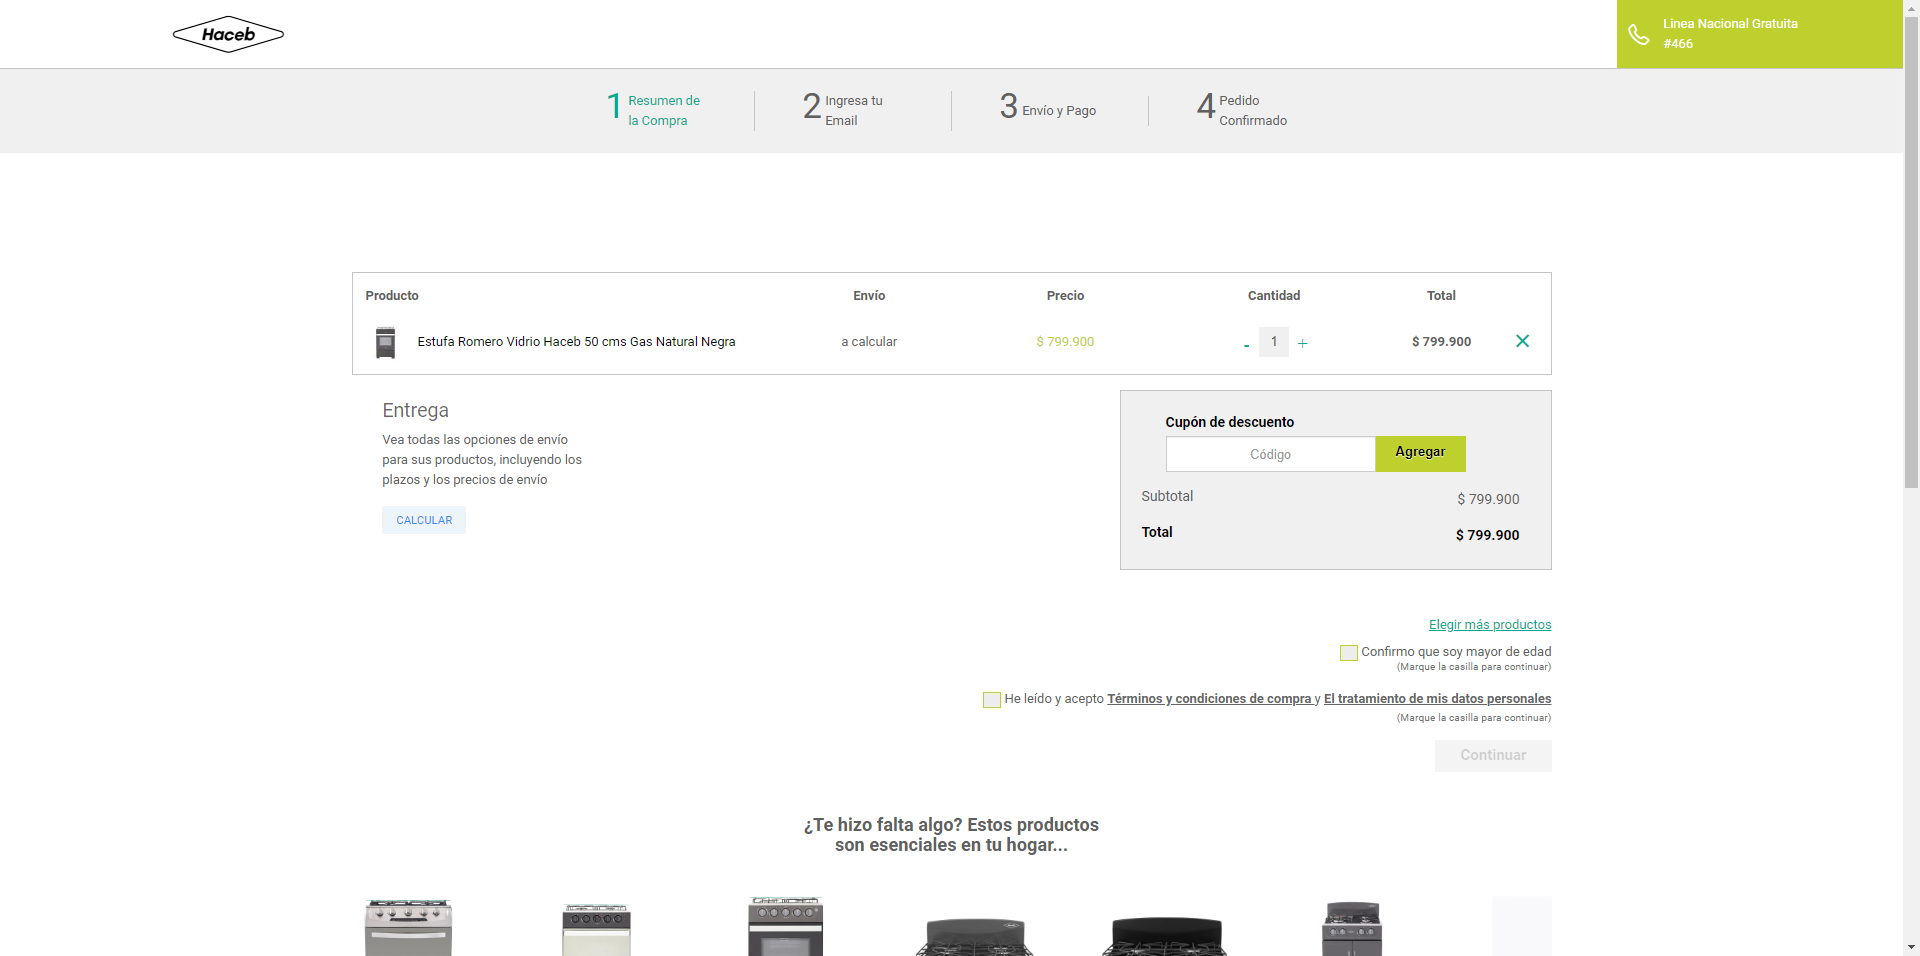 Haceb
Linea Nacional Gratuita
#466
1 Resumen de
la Compra
2 Ingresa tu
Email
3 Envío y Pago
4 Pedido
Confirmado
Producto Envío Precio Cantidad Total
Estufa Romero Vidrio Haceb 50 cms Gas Natural Negra a calcular $ 799.900 - 1 + $ 799.900
Entrega
Vea todas las opciones de envío
para sus productos, incluyendo los
plazos y los precios de envío
CALCULAR
Cupón de descuento
Código Agregar
Subtotal $ 799.900
Total $ 799.900
Elegir más productos
Confirmo que soy mayor de edad
(Marque la casilla para continuar)
He leído y acepto Términos y condiciones de compra y El tratamiento de mis datos personales
(Marque la casilla para continuar)
Continuar
¿Te hizo falta algo? Estos productos
son esenciales en tu hogar...